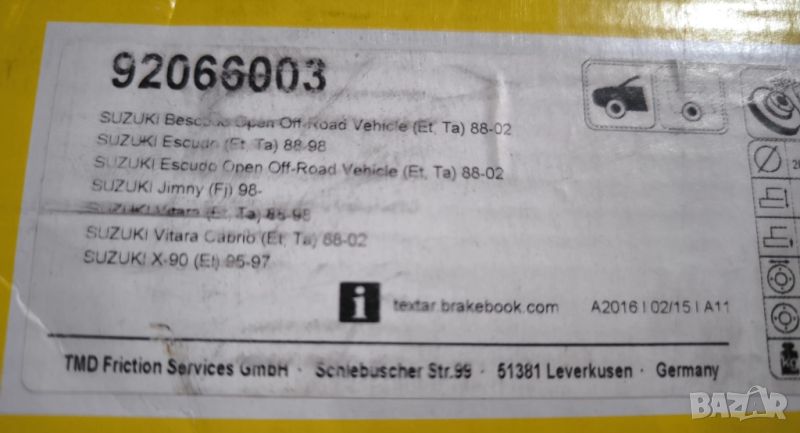 92066003
SUZUKI Open Off-Road Vehicle (Et, Ta) 88-02
SUZUKI Escudo (Et, Ta) 88-98
SUZUKI Escudo Open Off-Road Vehicle (Et, Ta) 88-02
SUZUKI Jimny (Fj) 98-
SUZUKI Vitara (Et, Ta) 88-98
SUZUKI Vitara Cabrio (Et, Ta) 88-02
SUZUKI X-90 (El) 95-97
i textar.brakebook.com A2016 I 02/15 I A11
TMD Friction Services GmbH · Schlebuscher Str.99 · 51381 Leverkusen · Germany
BAZAR